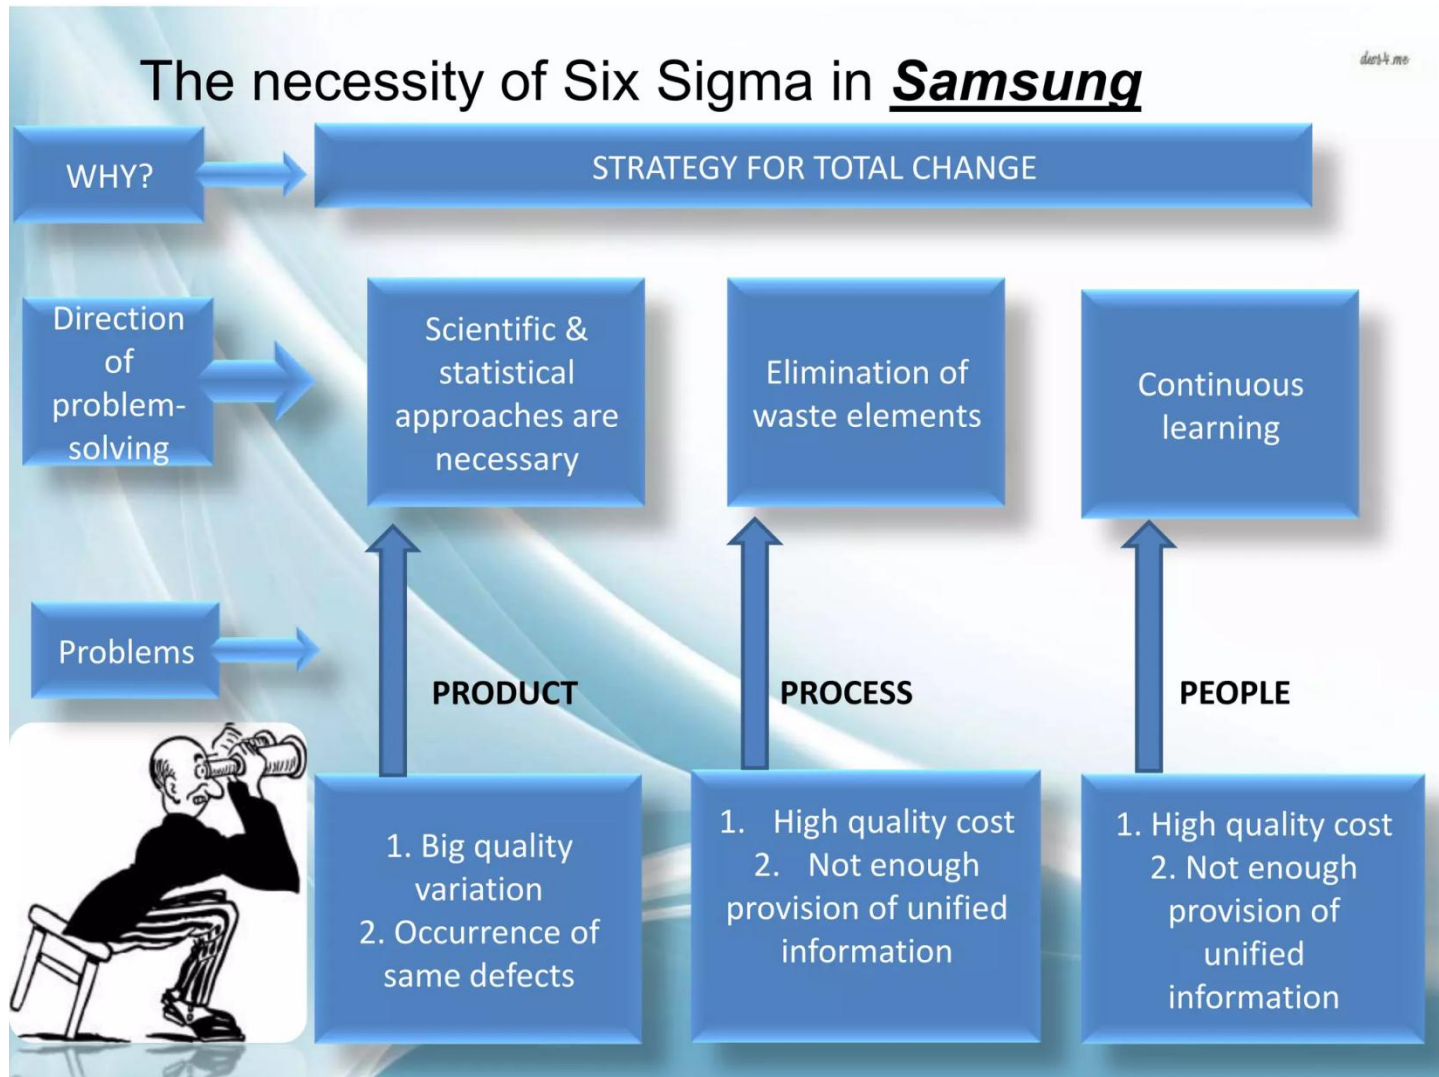 The necessity of Six Sigma in Samsung
WHY?
STRATEGY FOR TOTAL CHANGE
Direction
of
problem-
solving
Scientific &
statistical
approaches are
necessary
Elimination of
waste elements
Continuous
learning
Problems
PRODUCT
PROCESS
PEOPLE
1. Big quality
variation
2. Occurrence of
same defects
1. High quality cost
2. Not enough
provision of unified
information
1. High quality cost
2. Not enough
provision of
unified
information